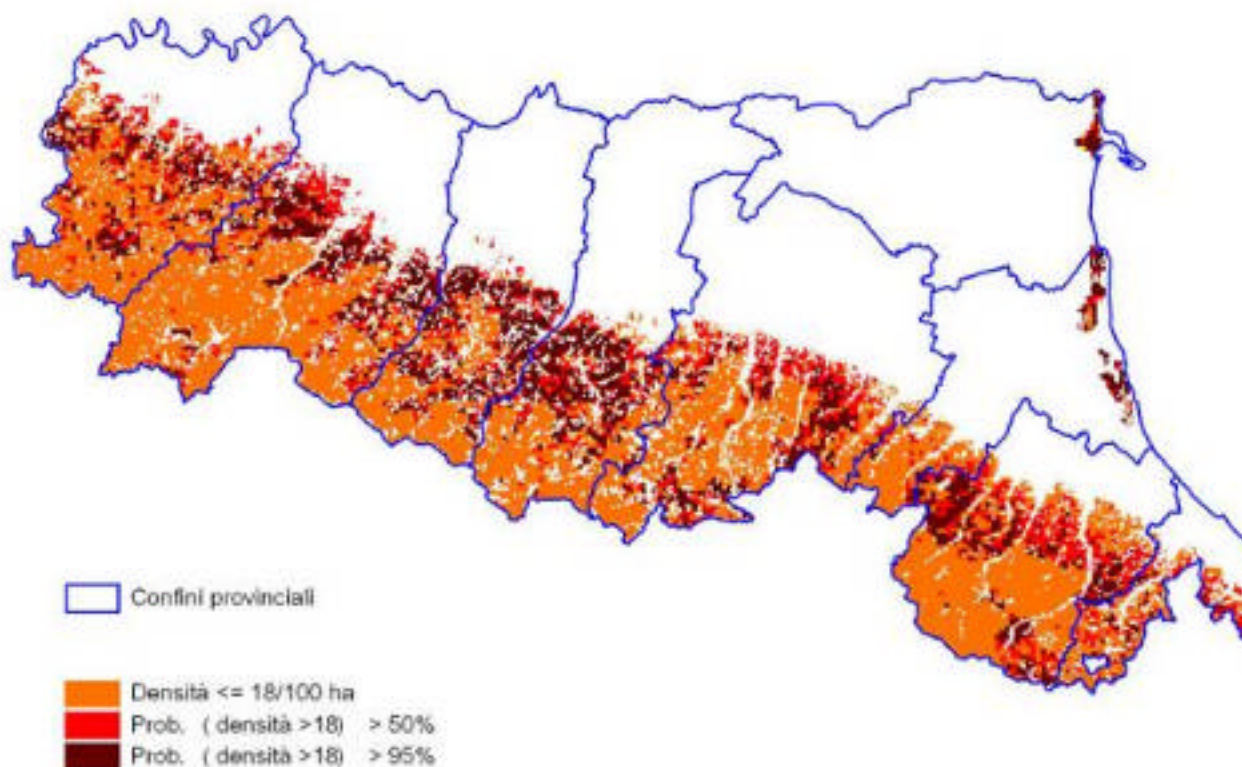 Confini provinciali
Densità <= 18/100 ha
Prob. ( densità >18) > 50%
Prob. ( densità >18) > 95%